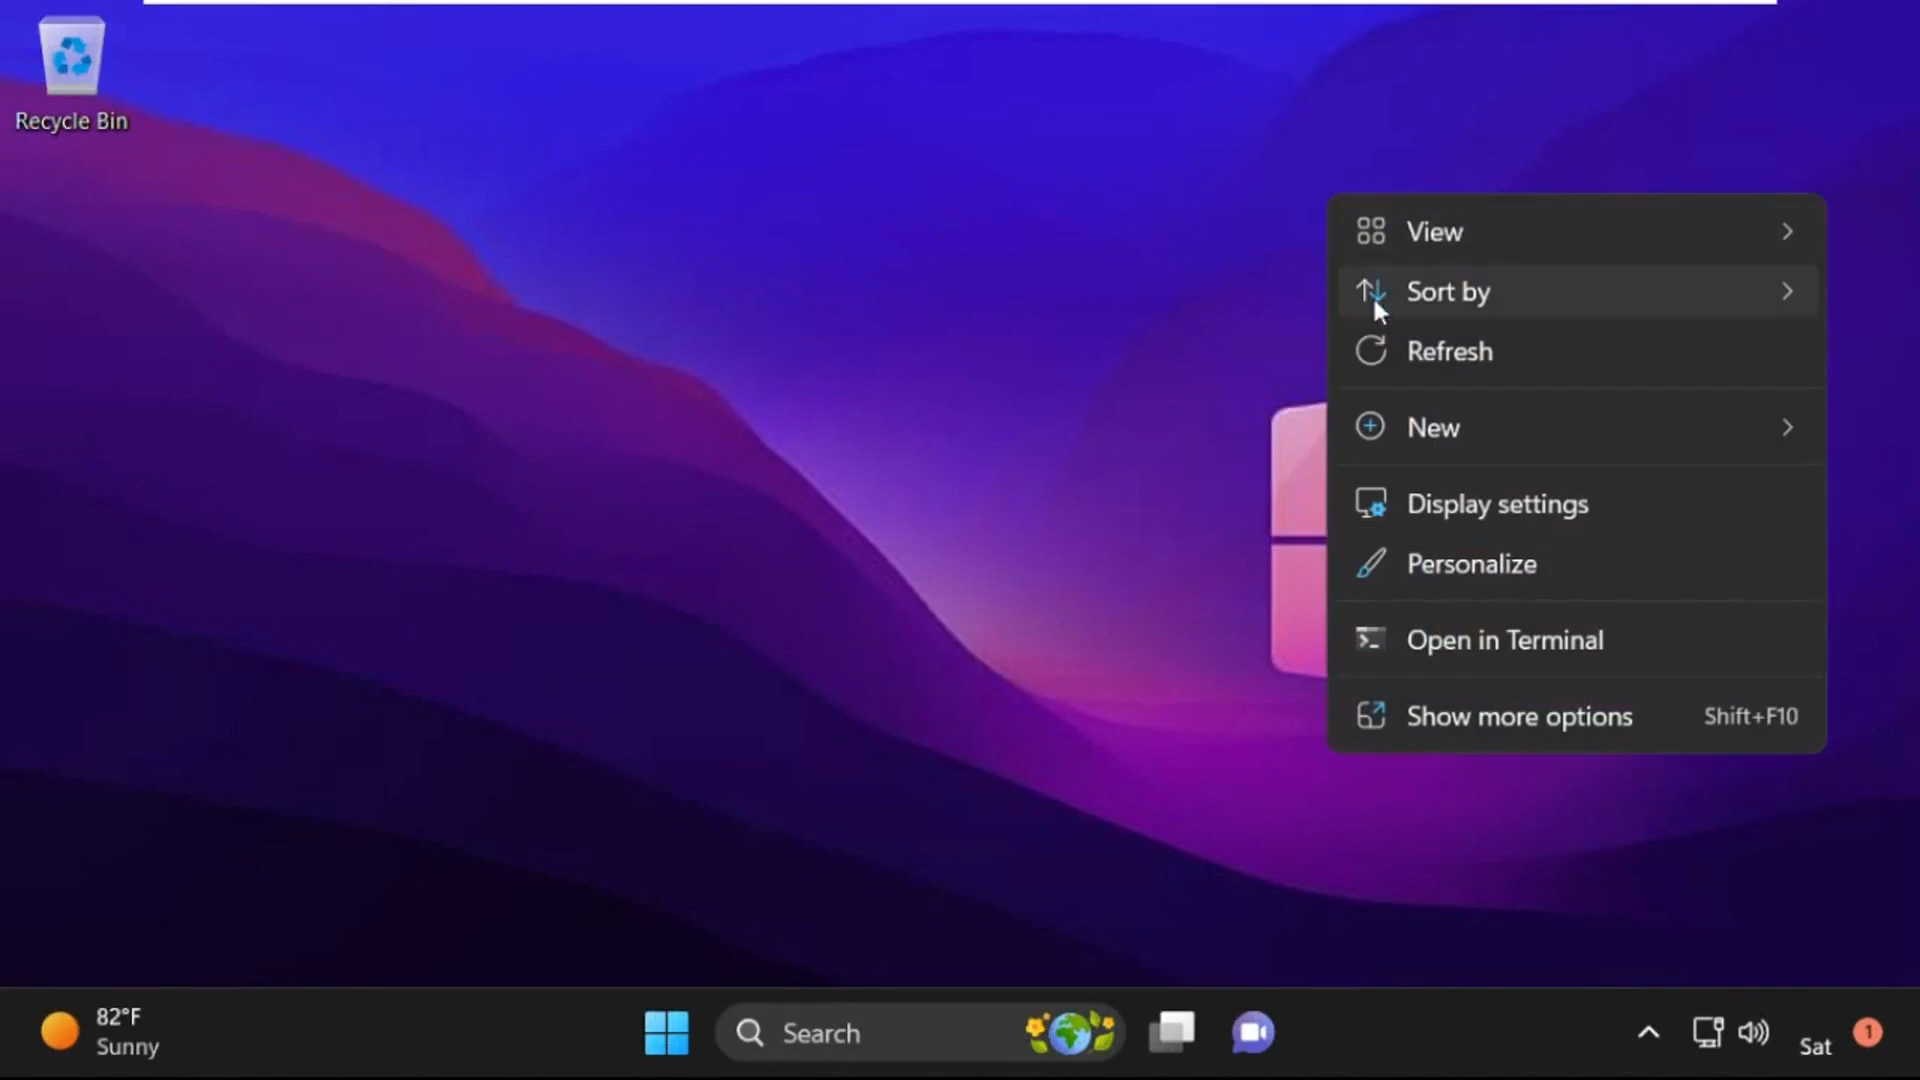 Recycle Bin
View
Sort by
Refresh
New
Display settings
Personalize
Open in Terminal
Show more options Shift+F10
82°F
Sunny
Search
Sat
1